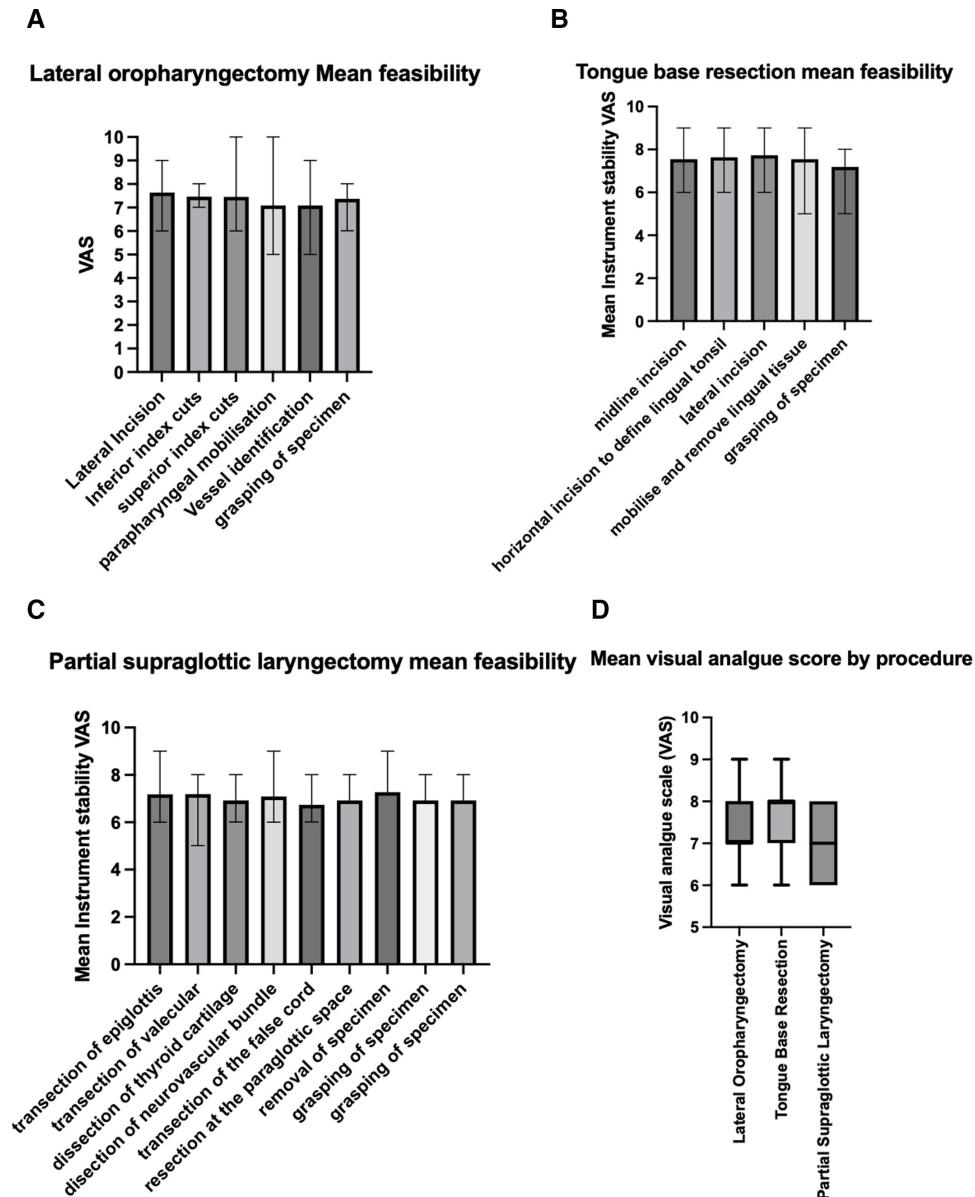 A
Lateral oropharyngectomy Mean feasibility
VAS
10
9
8
7
6
5
4
3
2
1
0
Lateral Incision
Inferior index cuts
superior index cuts
parapharyngeal mobilisation
Vessel identification
grasping of specimen
B
Tongue base resection mean feasibility
Mean Instrument stability VAS
10
8
6
4
2
0
midline incision
horizontal incision to define lingual tonsil
lateral incision
mobilise and remove lingual tissue
grasping of specimen
C
Partial supraglottic laryngectomy mean feasibility
Mean Instrument stability VAS
10
8
6
4
2
0
transection of epiglottis
transection of valecular
dissection of thyroid cartilage
disection of neurovascular bundle
transection of the false cord
resection at the paraglottic space
removal of specimen
grasping of specimen
grasping of specimen
D
Mean visual analgue score by procedure
Visual analgue scale (VAS)
10
9
8
7
6
5
Lateral Oropharyngectomy
Tongue Base Resection
Partial Supraglottic Laryngectomy